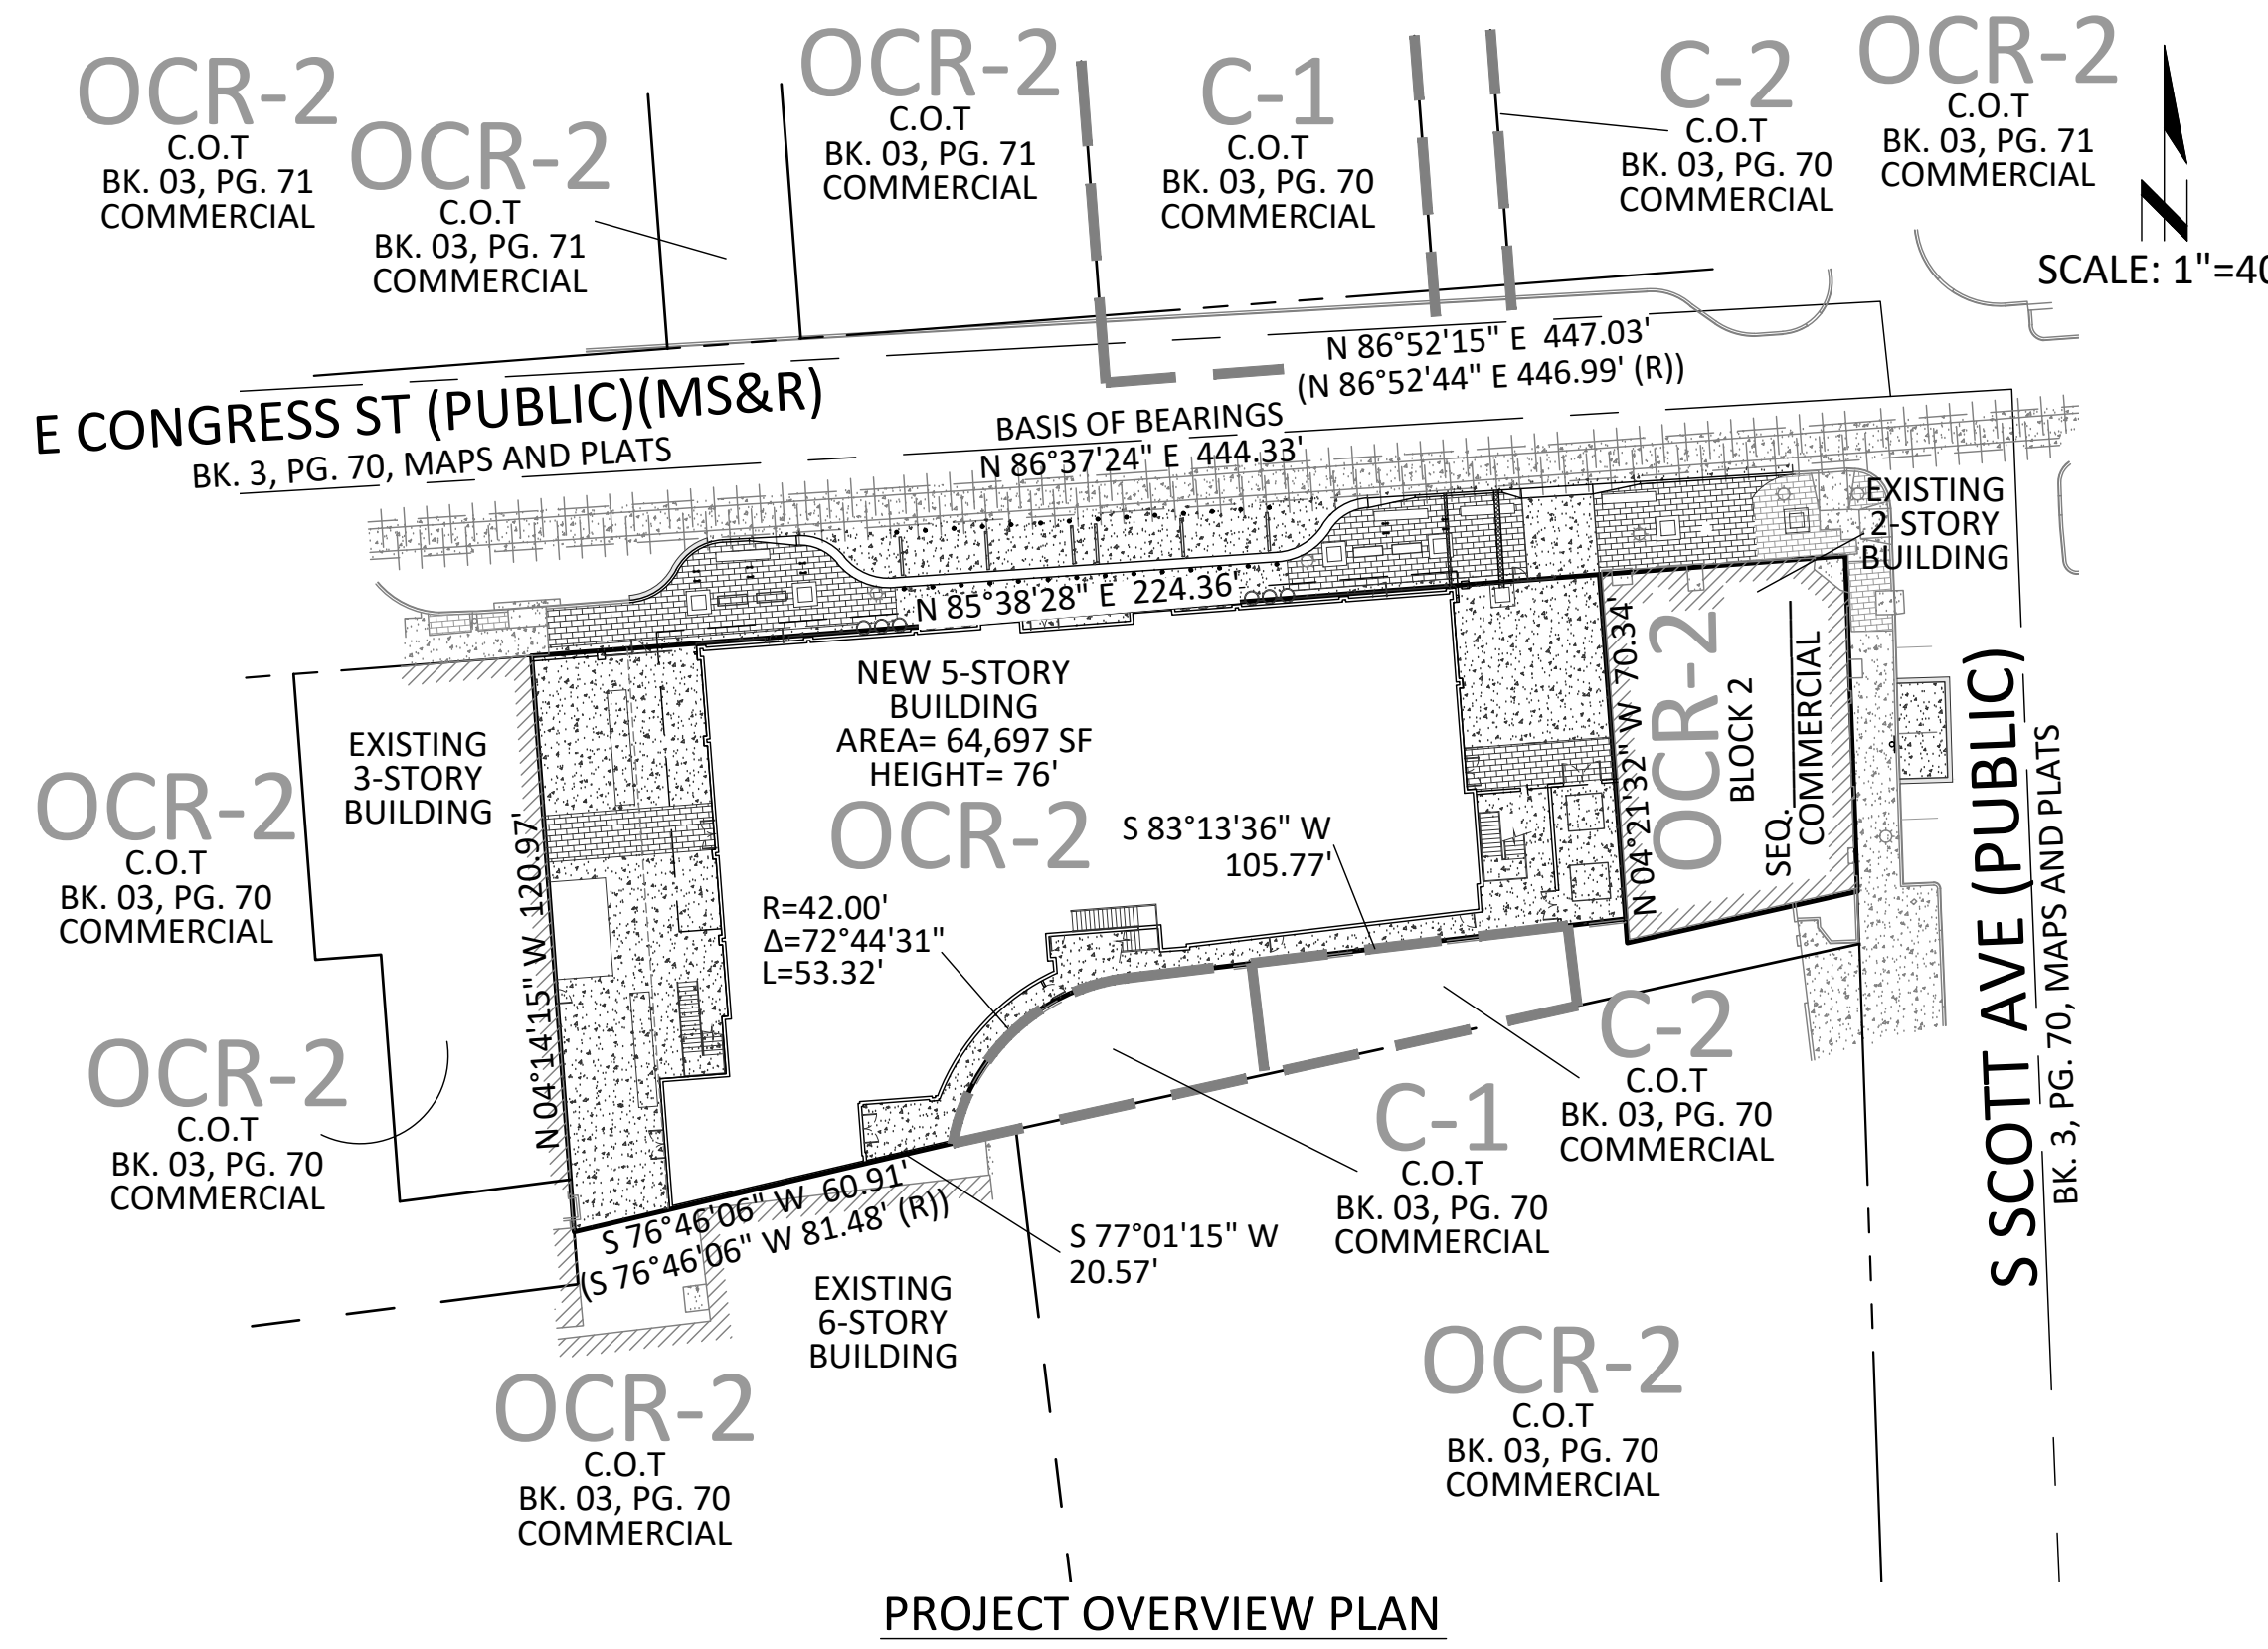 OCR-2
C.O.T
BK. 03, PG. 71
COMMERCIAL
OCR-2
C.O.T
BK. 03, PG. 71
COMMERCIAL
OCR-2
C.O.T
BK. 03, PG. 71
COMMERCIAL
C-1
C.O.T
BK. 03, PG. 70
COMMERCIAL
C-2
C.O.T
BK. 03, PG. 70
COMMERCIAL
OCR-2
C.O.T
BK. 03, PG. 71
COMMERCIAL
N
SCALE: 1"=40
E CONGRESS ST (PUBLIC)(MS&R)
BK. 3, PG. 70, MAPS AND PLATS
N 86°52'15" E 447.03'
(N 86°52'44" E 446.99' (R))
BASIS OF BEARINGS
N 86°37'24" E 444.33'
EXISTING
2-STORY
BUILDING
N 85°38'28" E 224.36'
NEW 5-STORY
BUILDING
AREA= 64,697 SF
HEIGHT= 76'
OCR-2
EXISTING
3-STORY
BUILDING
OCR-2
C.O.T
BK. 03, PG. 70
COMMERCIAL
N 04°14'15" W 120.97'
S 83°13'36" W
105.77'
R=42.00'
Δ=72°44'31"
L=53.32'
N 04°21'32" W 70.34'
OCR-2
BLOCK 2
SEQ.
COMMERCIAL
S SCOTT AVE (PUBLIC)
BK. 3, PG. 70, MAPS AND PLATS
OCR-2
C.O.T
BK. 03, PG. 70
COMMERCIAL
C-2
C.O.T
BK. 03, PG. 70
COMMERCIAL
C-1
C.O.T
BK. 03, PG. 70
COMMERCIAL
S 76°46'06" W 60.91'
(S 76°46'06" W 81.48' (R))
S 77°01'15" W
20.57'
EXISTING
6-STORY
BUILDING
OCR-2
C.O.T
BK. 03, PG. 70
COMMERCIAL
OCR-2
C.O.T
BK. 03, PG. 70
COMMERCIAL
PROJECT OVERVIEW PLAN